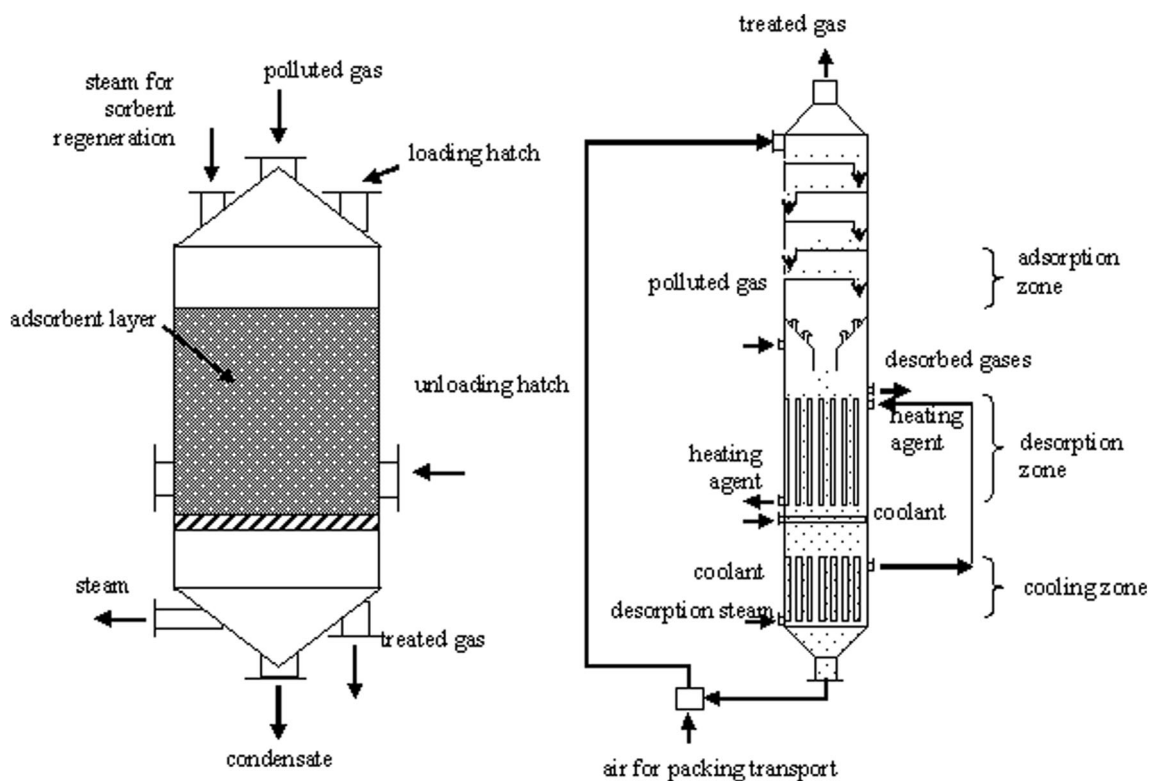 steam for
sorbent
regeneration
polluted gas
loading hatch
adsorbent layer
unloading hatch
steam
treated gas
condensate
treated gas
polluted gas
adsorption
zone
desorbed gases
heating
agent
desorption
zone
heating
agent
coolant
coolant
cooling zone
desorption steam
air for packing transport